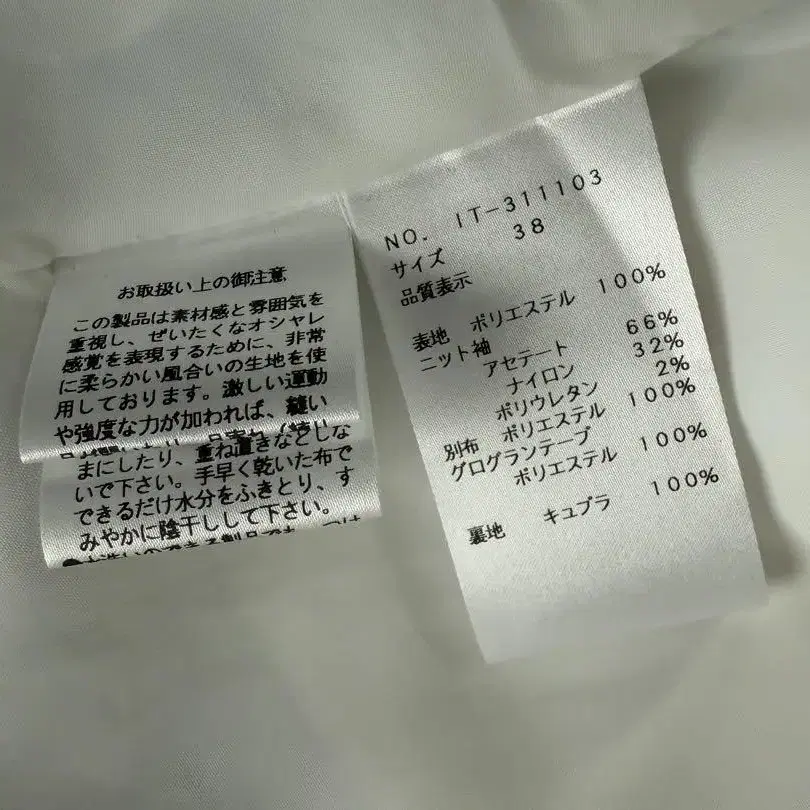 お取扱い上の御注意
この製品は素材感と雰囲気を
重視し、ぜいたくなオシャレ
感覚を表現するために、非常
に柔らかい風合いの生地を使
用しております。激しい運動
や強度な力が加われば、縫い
まにしたり、重ね置きなどしな
いで下さい。手早く乾いた布で
できるだけ水分をふきとり、す
みやかに陰干しして下さい。
NO. IT-311103
サイズ 38
品質表示
表地 ポリエステル 100%
ニット袖
アセテート 66%
ナイロン 32%
ポリウレタン 2%
別布 ポリエステル 100%
グログランテープ
ポリエステル 100%
裏地 キュプラ 100%